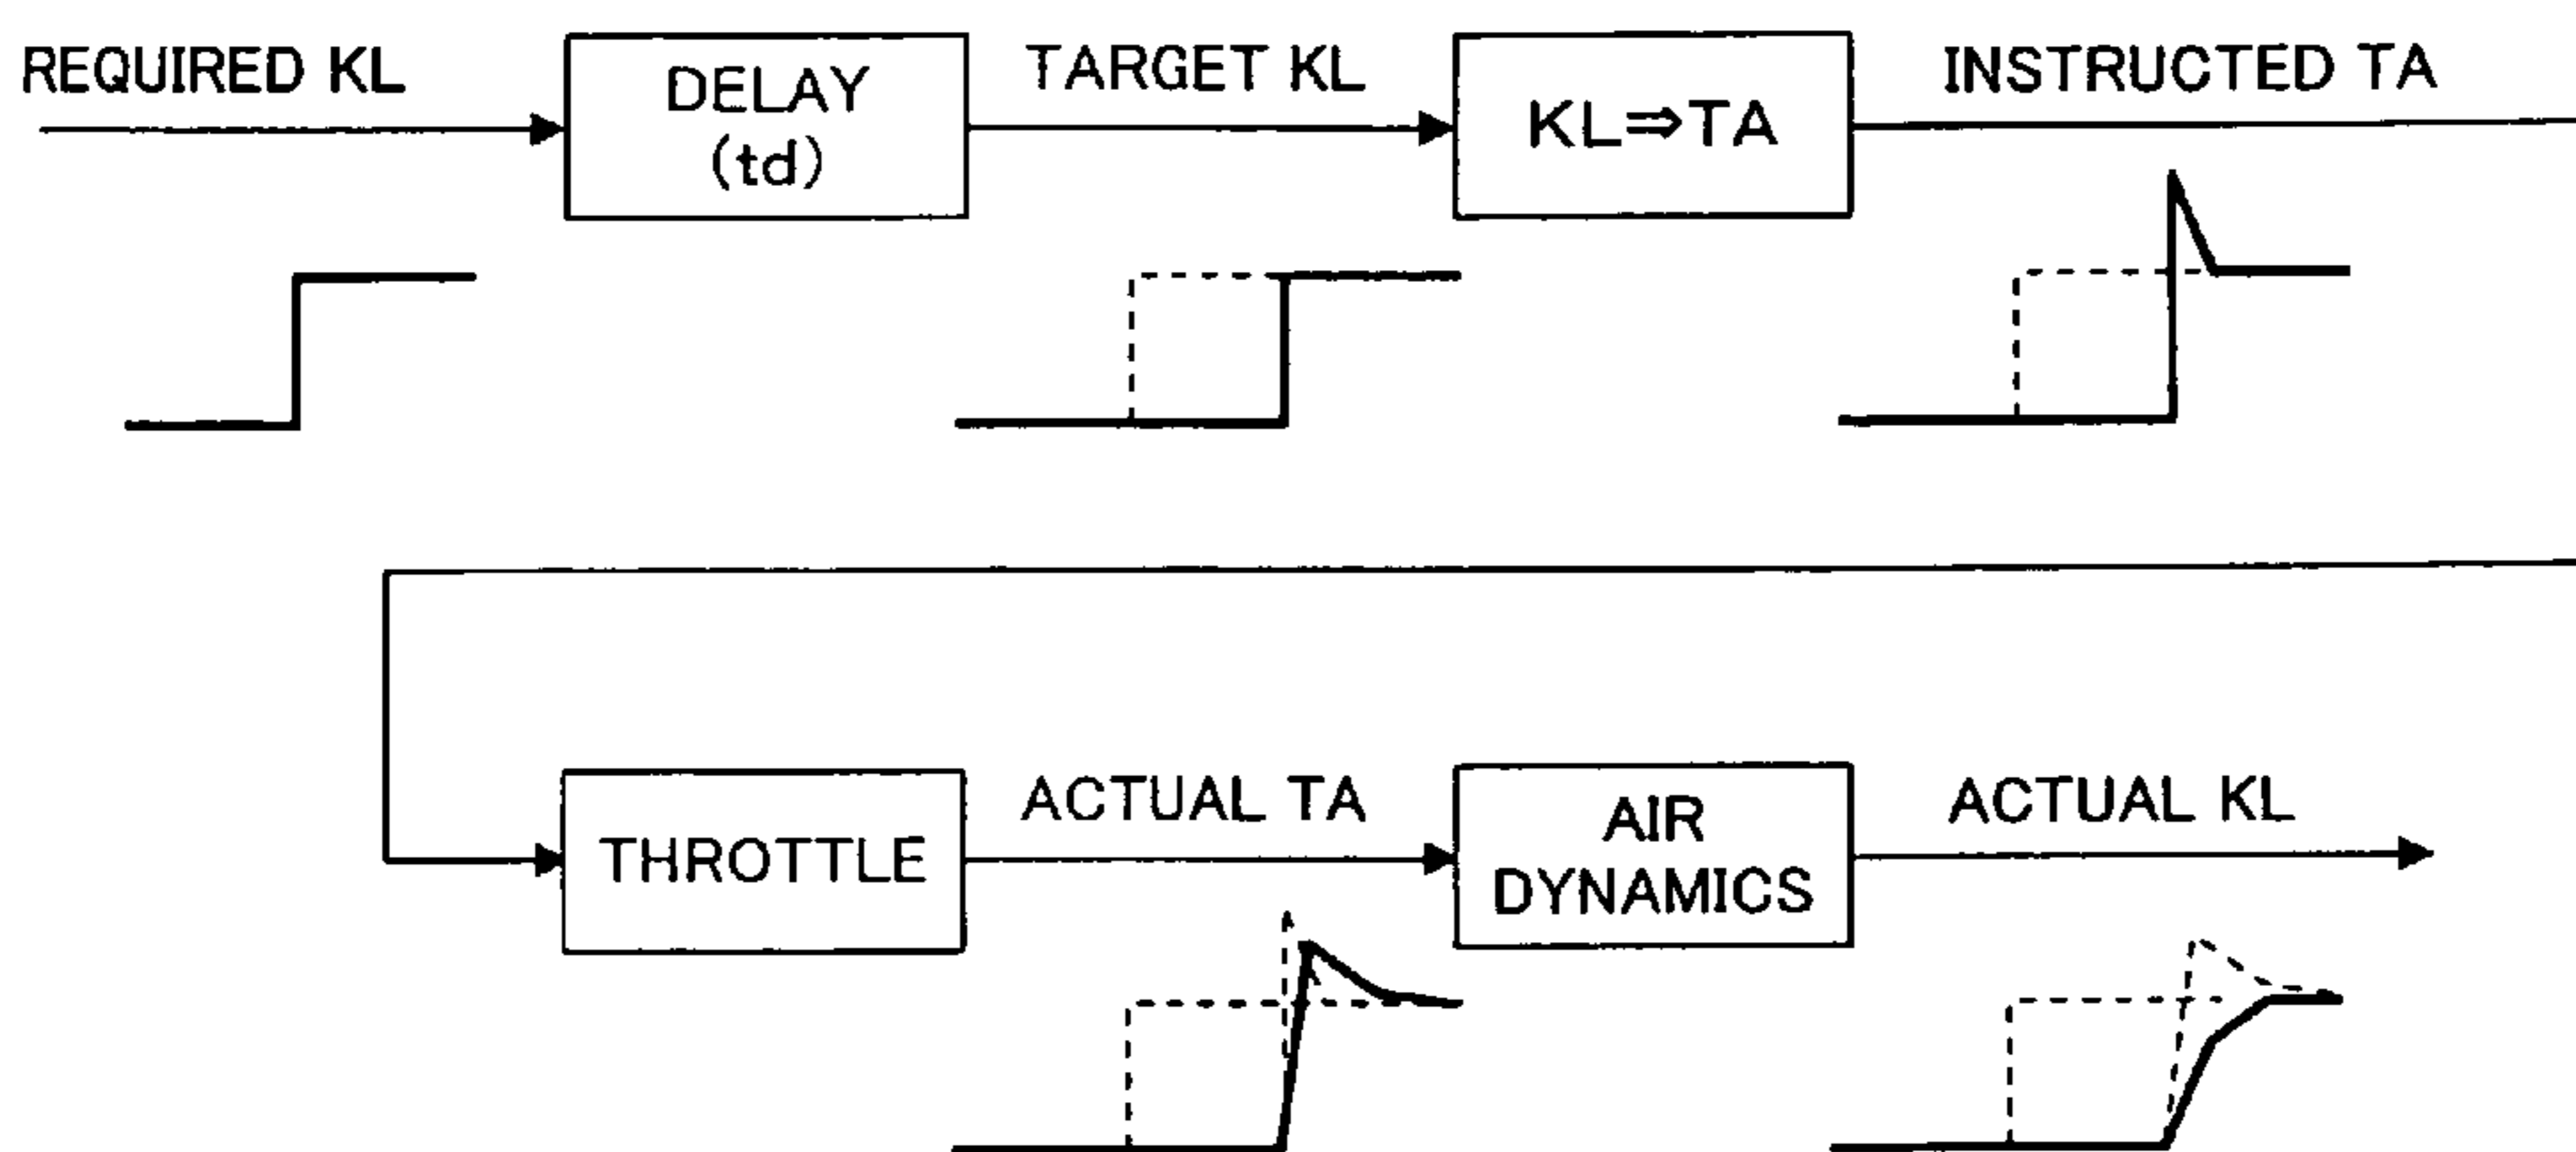 REQUIRED KL
DELAY
(td)
TARGET KL
KL⇒TA
INSTRUCTED TA
THROTTLE
ACTUAL TA
AIR
DYNAMICS
ACTUAL KL